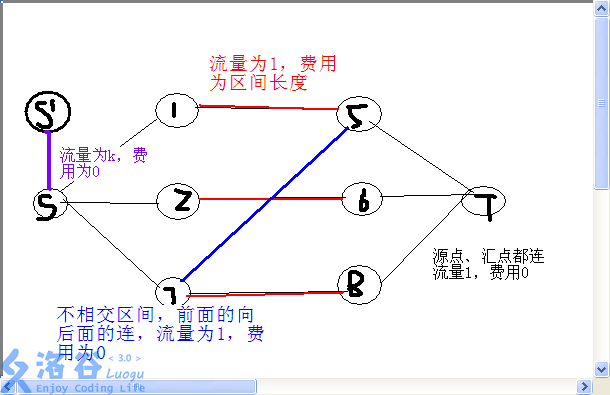 流量为1，费用
为区间长度
S'
1
5
流量为k，费
用为0
S
2
6
T
源点、汇点都连
流量1，费用0
7
8
不相交区间，前面的向
后面的连，流量为1，费
用为0
洛谷 < 3.0 >
Luogu
Enjoy Coding Life